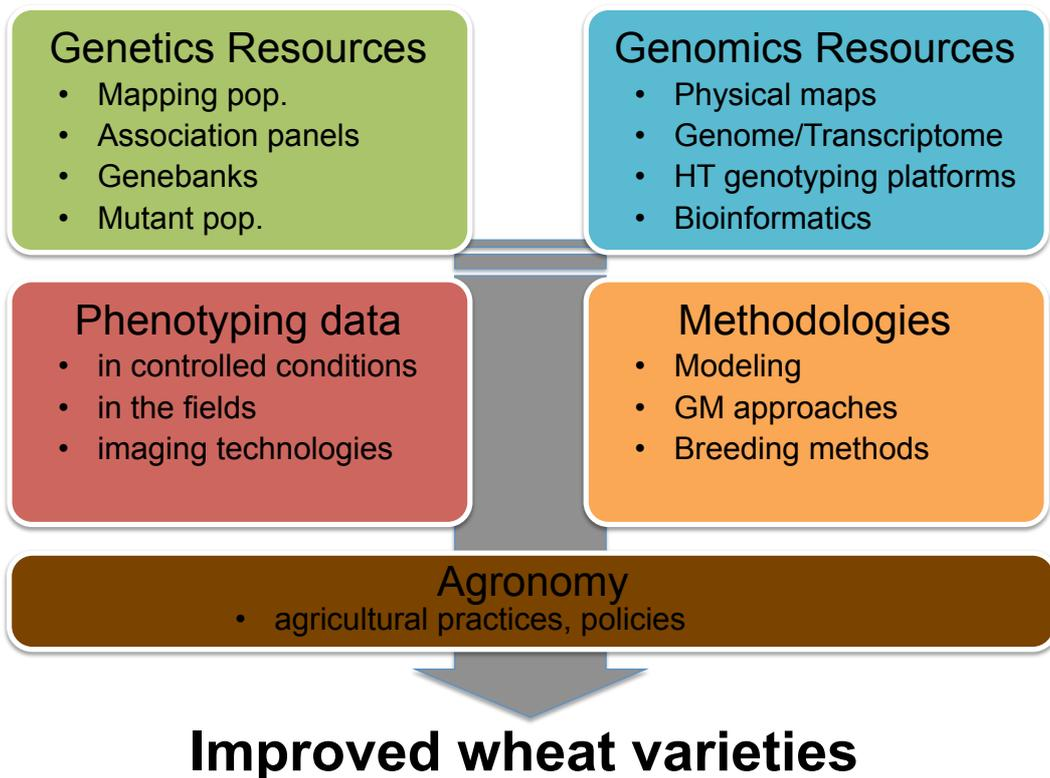 Genetics Resources
• Mapping pop.
• Association panels
• Genebanks
• Mutant pop.
Genomics Resources
• Physical maps
• Genome/Transcriptome
• HT genotyping platforms
• Bioinformatics
Phenotyping data
• in controlled conditions
• in the fields
• imaging technologies
Methodologies
• Modeling
• GM approaches
• Breeding methods
Agronomy
• agricultural practices, policies
Improved wheat varieties